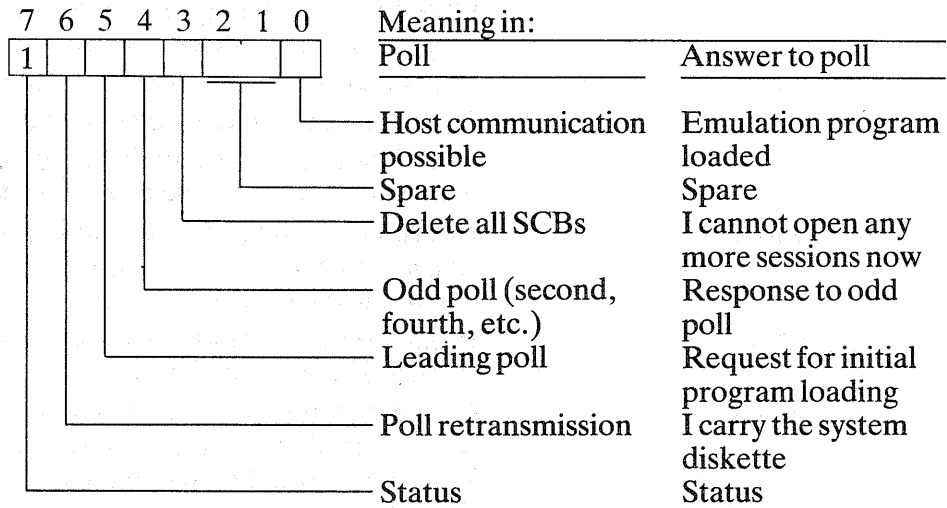 7 6 5 4 3 2 1 0 Meaning in:
1 Poll Answer to poll
Host communication Emulation program
possible loaded
Spare Spare
Delete all SCBs I cannot open any
more sessions now
Odd poll (second, Response to odd
fourth, etc.) poll
Leading poll Request for initial
program loading
Poll retransmission I carry the system
diskette
Status Status